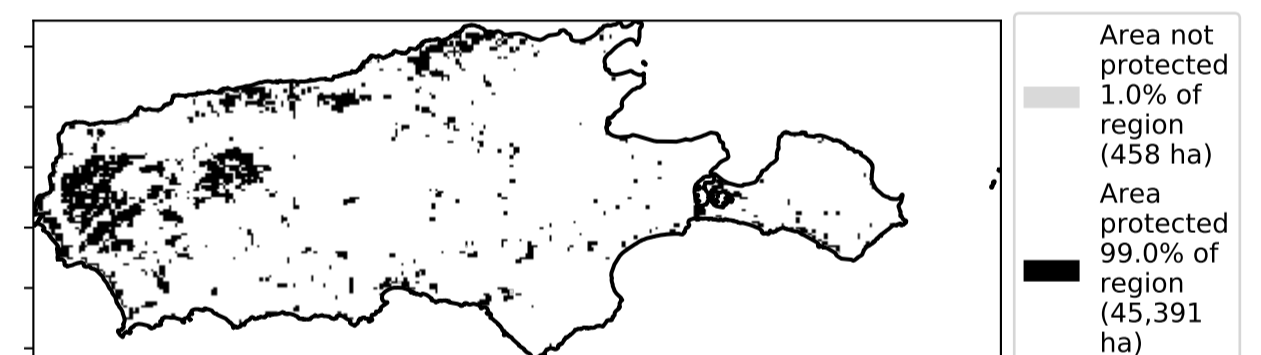 Area not
protected
1.0% of
region
(458 ha)
Area
protected
99.0% of
region
(45,391
ha)